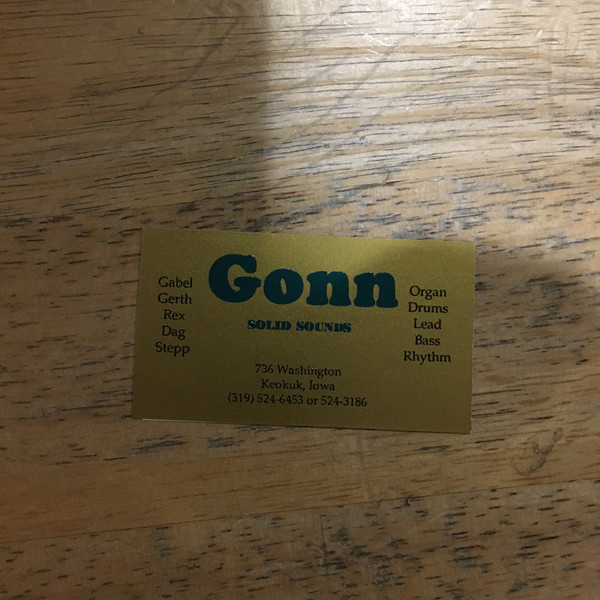 Gonn
SOLID SOUNDS
Gabel
Gerth
Rex
Dag
Stepp
Organ
Drums
Lead
Bass
Rhythm
736 Washington
Keokuk, Iowa
(319) 524-6453 or 524-3186